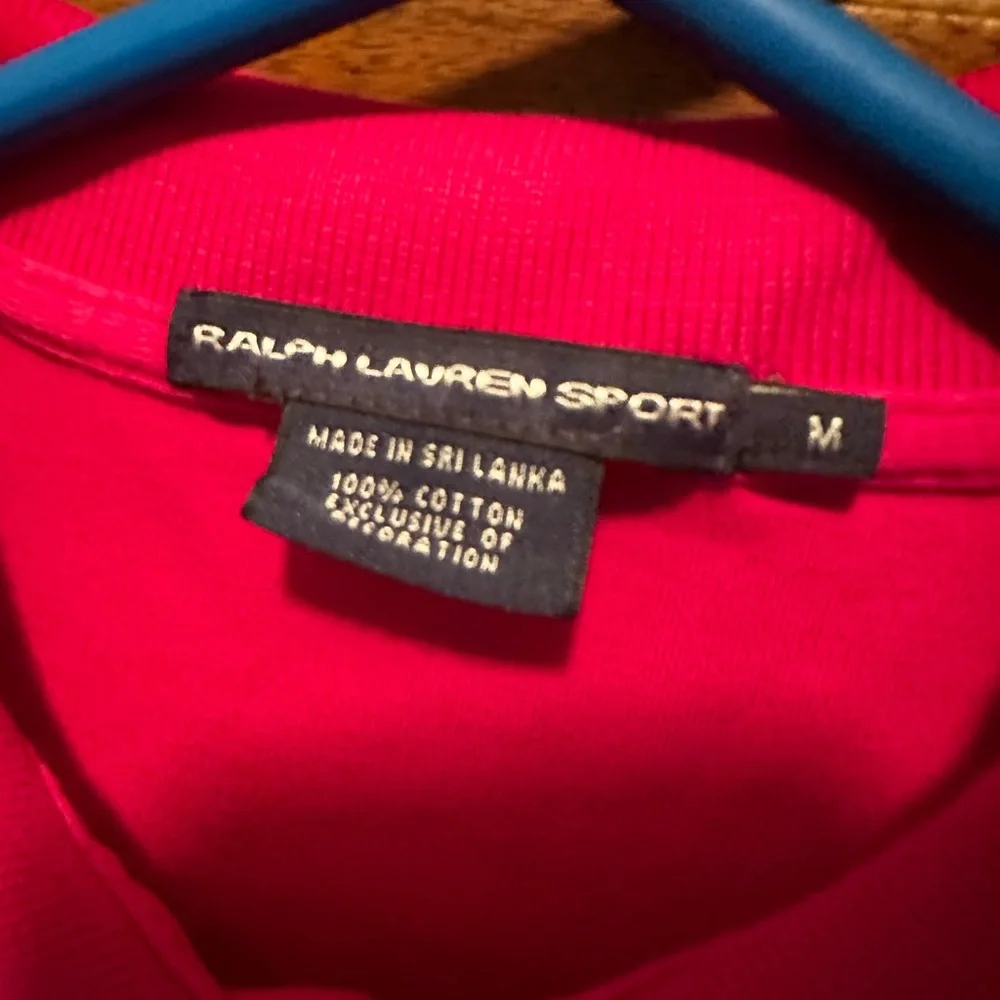 RALPH LAUREN SPORT
M
MADE IN SRI LANKA
100% COTTON
EXCLUSIVE OF
DECORATION